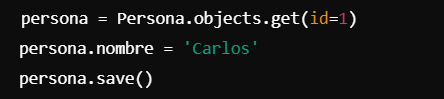 persona = Persona.objects.get(id=1)
persona.nombre = 'Carlos'
persona.save()